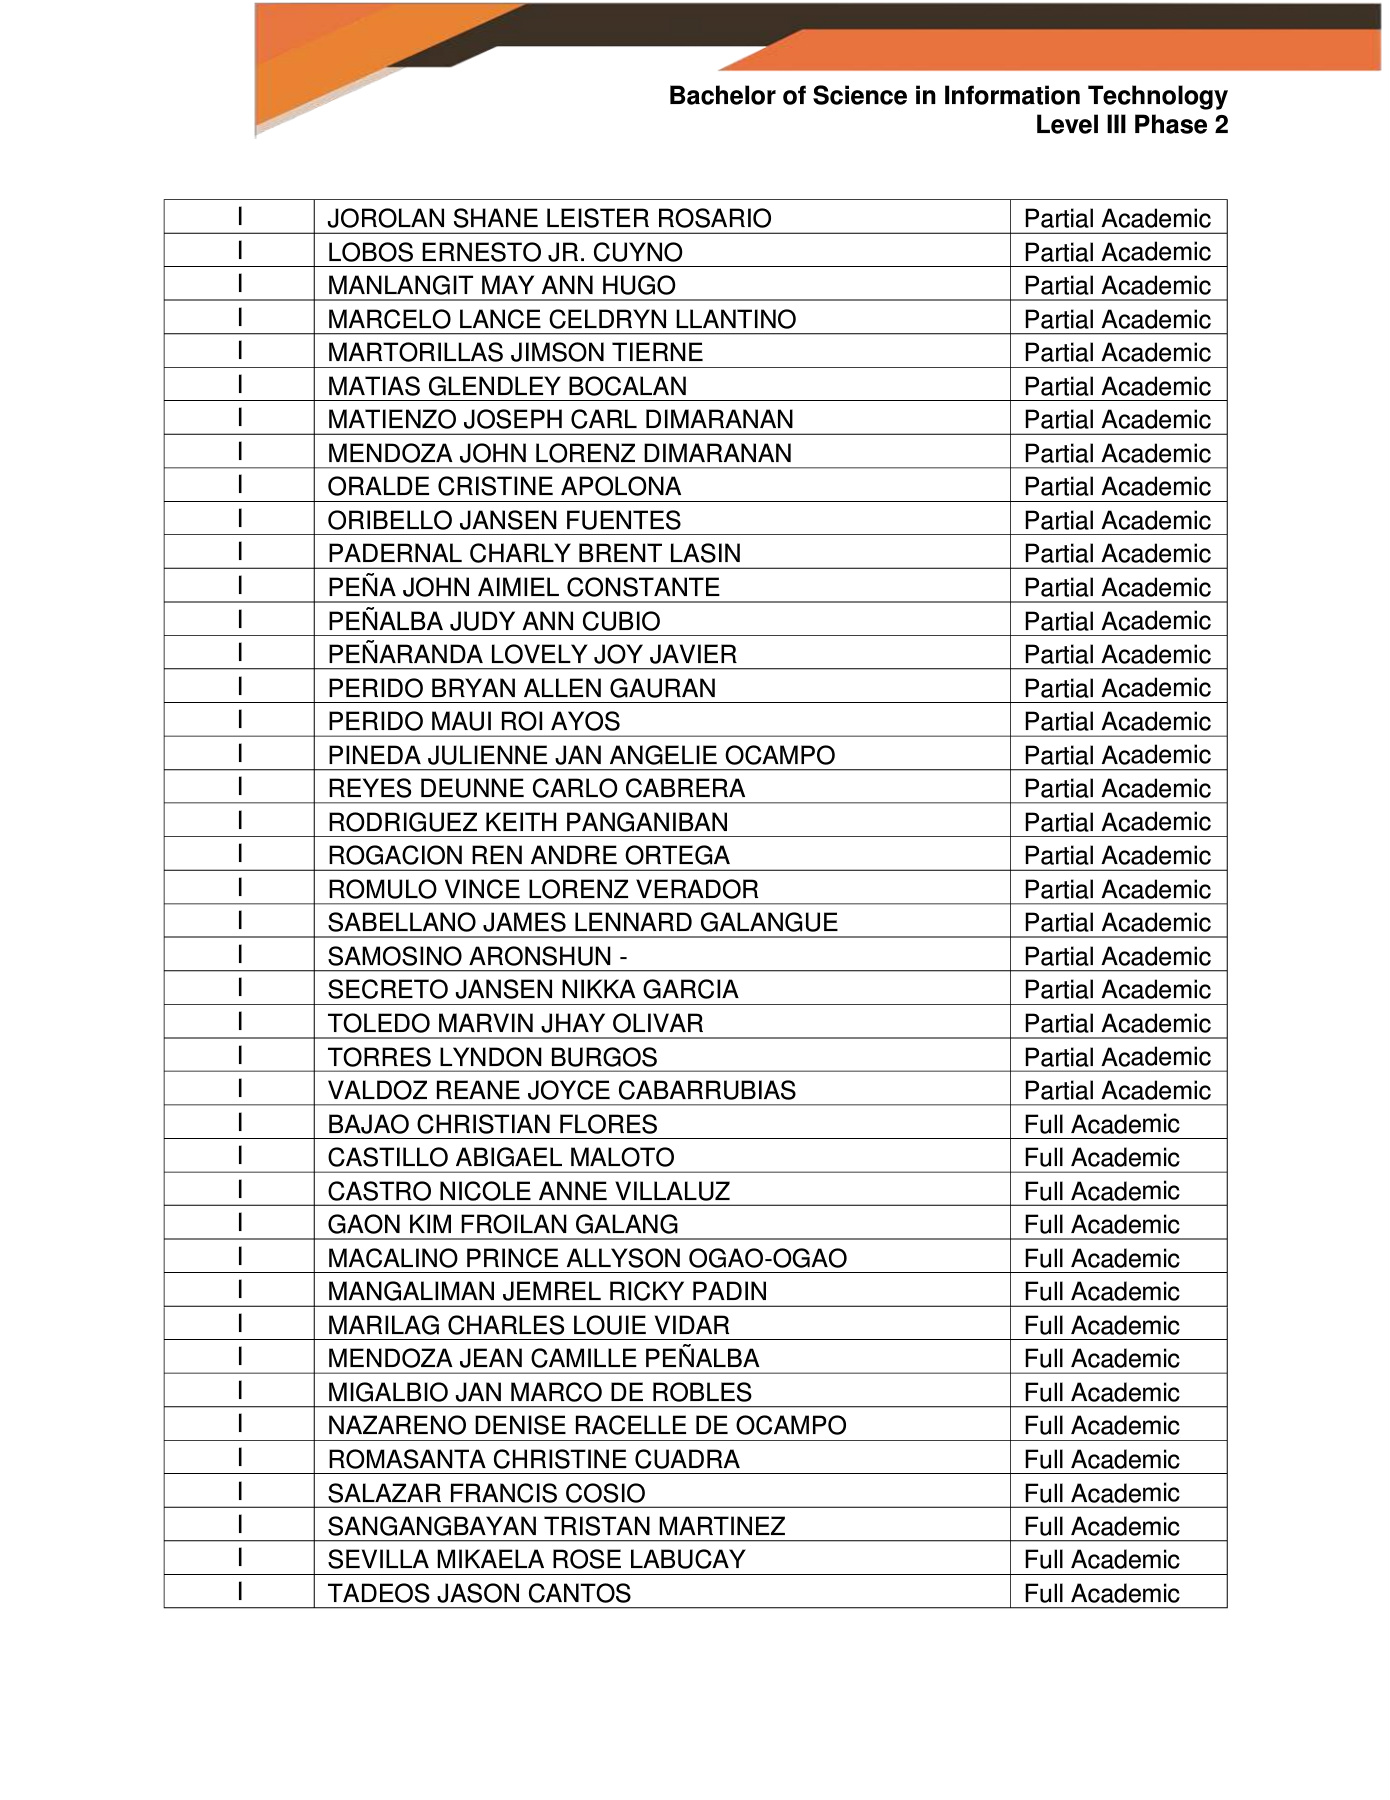 Bachelor of Science in Information Technology
Level III Phase 2
I JOROLAN SHANE LEISTER ROSARIO Partial Academic
I LOBOS ERNESTO JR. CUYNO Partial Academic
I MANLANGIT MAY ANN HUGO Partial Academic
I MARCELO LANCE CELDRYN LLANTINO Partial Academic
I MARTORILLAS JIMSON TIERNE Partial Academic
I MATIAS GLENDLEY BOCALAN Partial Academic
I MATIENZO JOSEPH CARL DIMARANAN Partial Academic
I MENDOZA JOHN LORENZ DIMARANAN Partial Academic
I ORALDE CRISTINE APOLONA Partial Academic
I ORIBELLO JANSEN FUENTES Partial Academic
I PADERNAL CHARLY BRENT LASIN Partial Academic
I PEÑA JOHN AIMIEL CONSTANTE Partial Academic
I PEÑALBA JUDY ANN CUBIO Partial Academic
I PEÑARANDA LOVELY JOY JAVIER Partial Academic
I PERIDO BRYAN ALLEN GAURAN Partial Academic
I PERIDO MAUI ROI AYOS Partial Academic
I PINEDA JULIENNE JAN ANGELIE OCAMPO Partial Academic
I REYES DEUNNE CARLO CABRERA Partial Academic
I RODRIGUEZ KEITH PANGANIBAN Partial Academic
I ROGACION REN ANDRE ORTEGA Partial Academic
I ROMULO VINCE LORENZ VERADOR Partial Academic
I SABELLANO JAMES LENNARD GALANGUE Partial Academic
I SAMOSINO ARONSHUN - Partial Academic
I SECRETO JANSEN NIKKA GARCIA Partial Academic
I TOLEDO MARVIN JHAY OLIVAR Partial Academic
I TORRES LYNDON BURGOS Partial Academic
I VALDOZ REANE JOYCE CABARRUBIAS Partial Academic
I BAJAO CHRISTIAN FLORES Full Academic
I CASTILLO ABIGAEL MALOTO Full Academic
I CASTRO NICOLE ANNE VILLALUZ Full Academic
I GAON KIM FROILAN GALANG Full Academic
I MACALINO PRINCE ALLYSON OGAO-OGAO Full Academic
I MANGALIMAN JEMREL RICKY PADIN Full Academic
I MARILAG CHARLES LOUIE VIDAR Full Academic
I MENDOZA JEAN CAMILLE PEÑALBA Full Academic
I MIGALBIO JAN MARCO DE ROBLES Full Academic
I NAZARENO DENISE RACELLE DE OCAMPO Full Academic
I ROMASANTA CHRISTINE CUADRA Full Academic
I SALAZAR FRANCIS COSIO Full Academic
I SANGANGBAYAN TRISTAN MARTINEZ Full Academic
I SEVILLA MIKAELA ROSE LABUCAY Full Academic
I TADEOS JASON CANTOS Full Academic